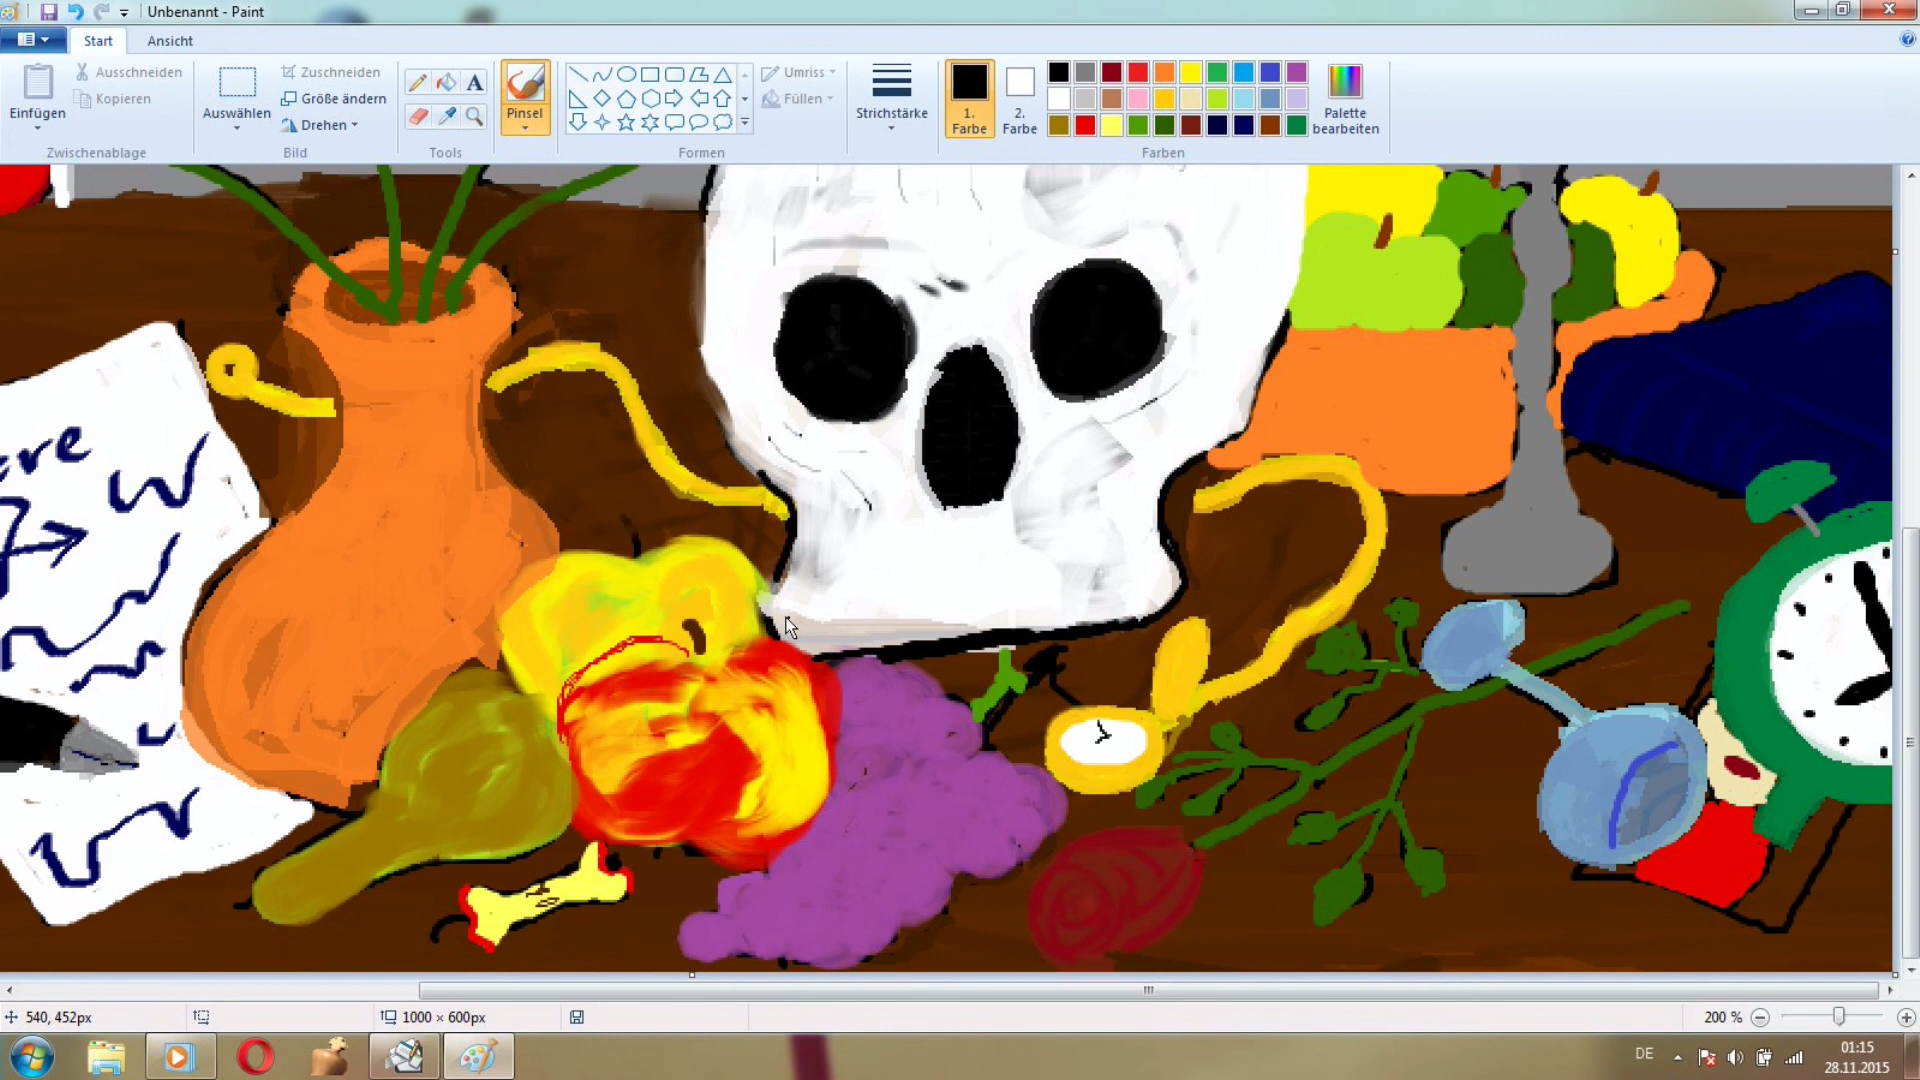 Unbenannt - Paint
Start Ansicht
Einfügen
Ausschneiden
Kopieren
Zwischenablage
Auswählen
Zuschneiden
Größe ändern
Drehen
Bild
A
Tools
Pinsel
Umriss
Füllen
Formen
Strichstärke
1. Farbe
2. Farbe
Palette bearbeiten
Farben
540, 452px
1000 × 600px
200 %
DE
01:15
28.11.2015